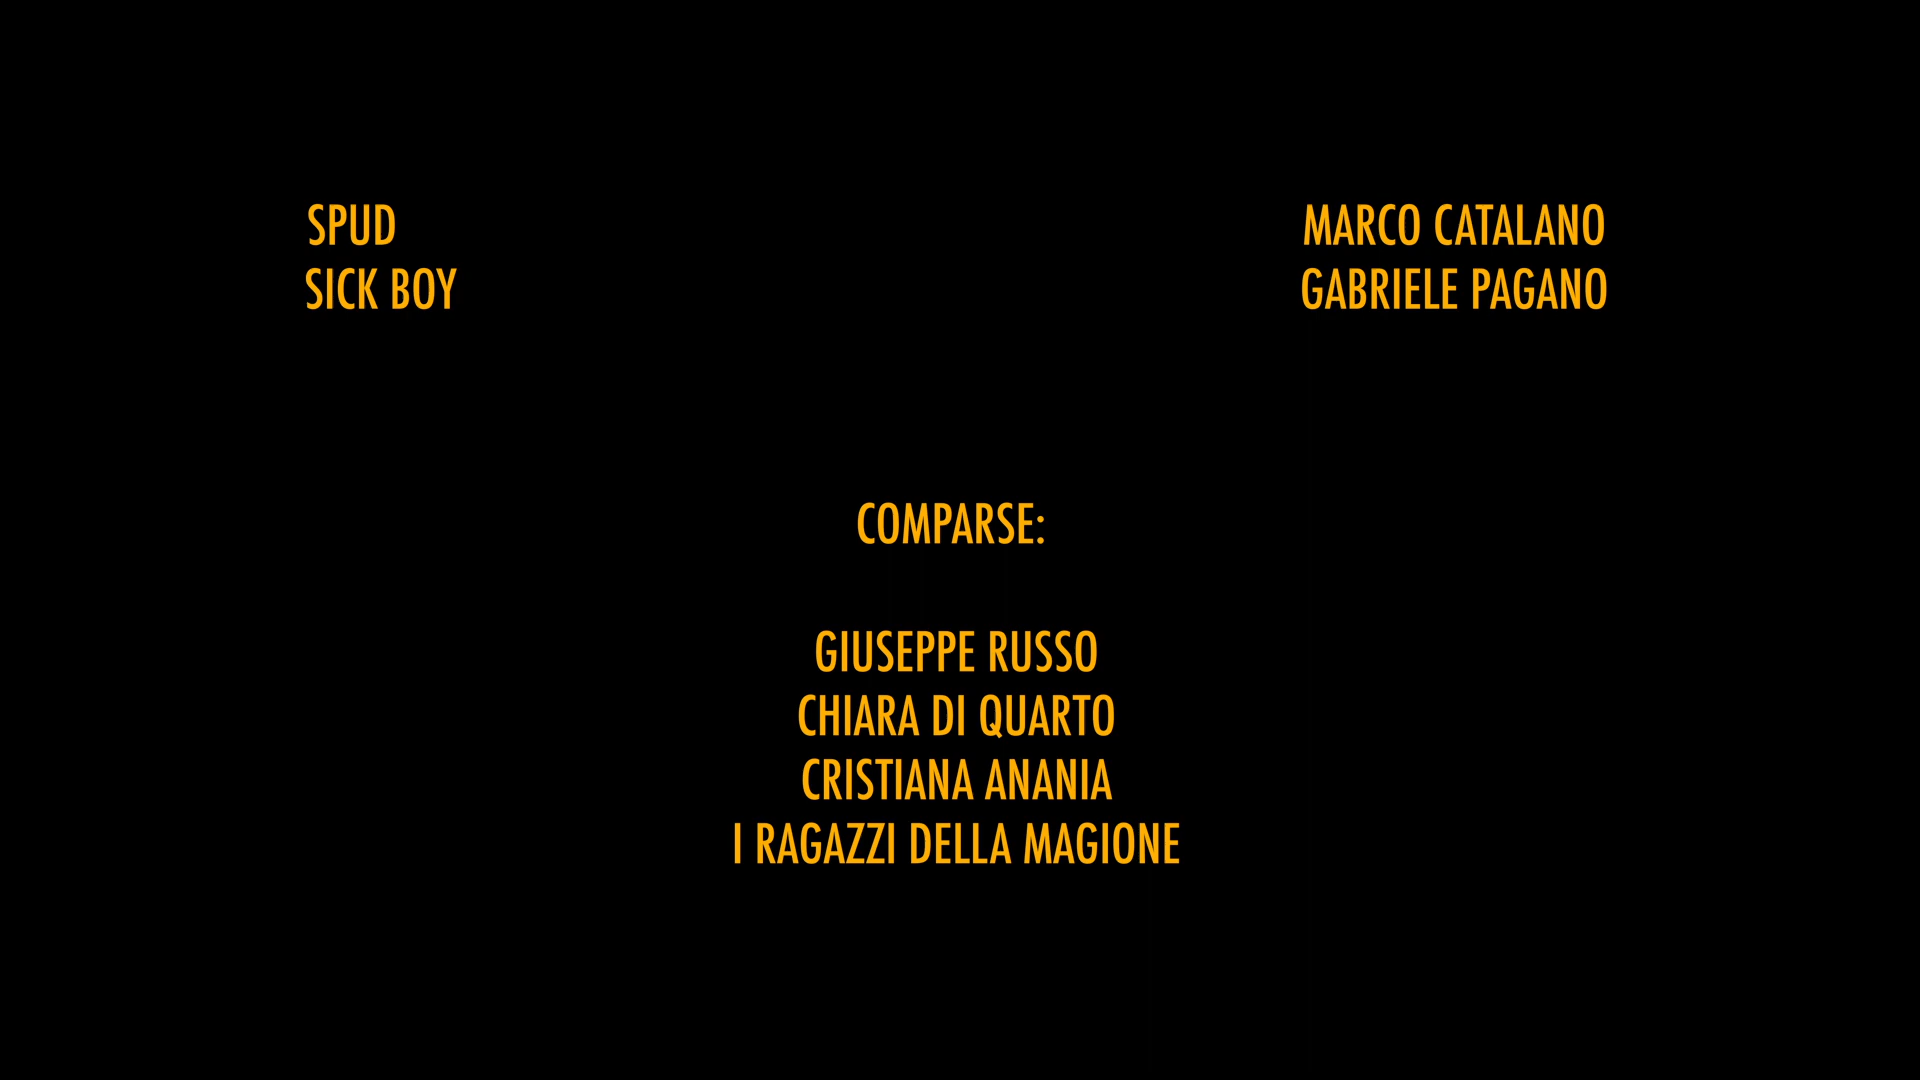 SPUD MARCO CATALANO
SICK BOY GABRIELE PAGANO
COMPARSE:
GIUSEPPE RUSSO
CHIARA DI QUARTO
CRISTIANA ANANIA
I RAGAZZI DELLA MAGIONE